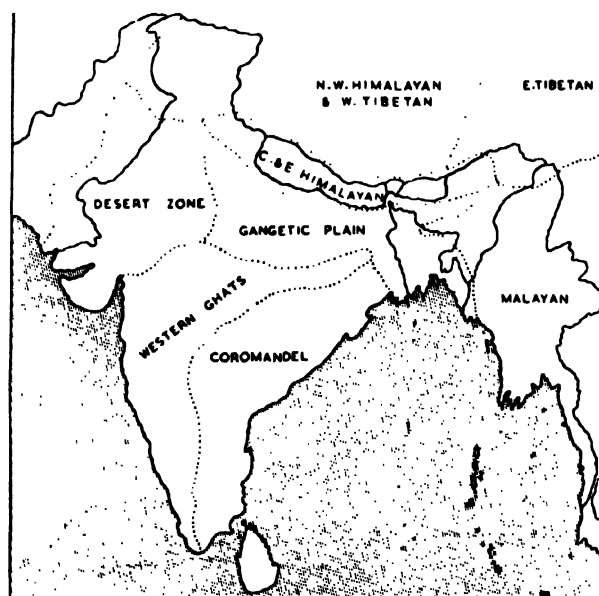 N.W. HIMALAYAN
& W. TIBETAN
E. TIBETAN
C & E HIMALAYAN
DESERT ZONE
GANGETIC PLAIN
WESTERN GHATS
MALAYAN
COROMANDEL